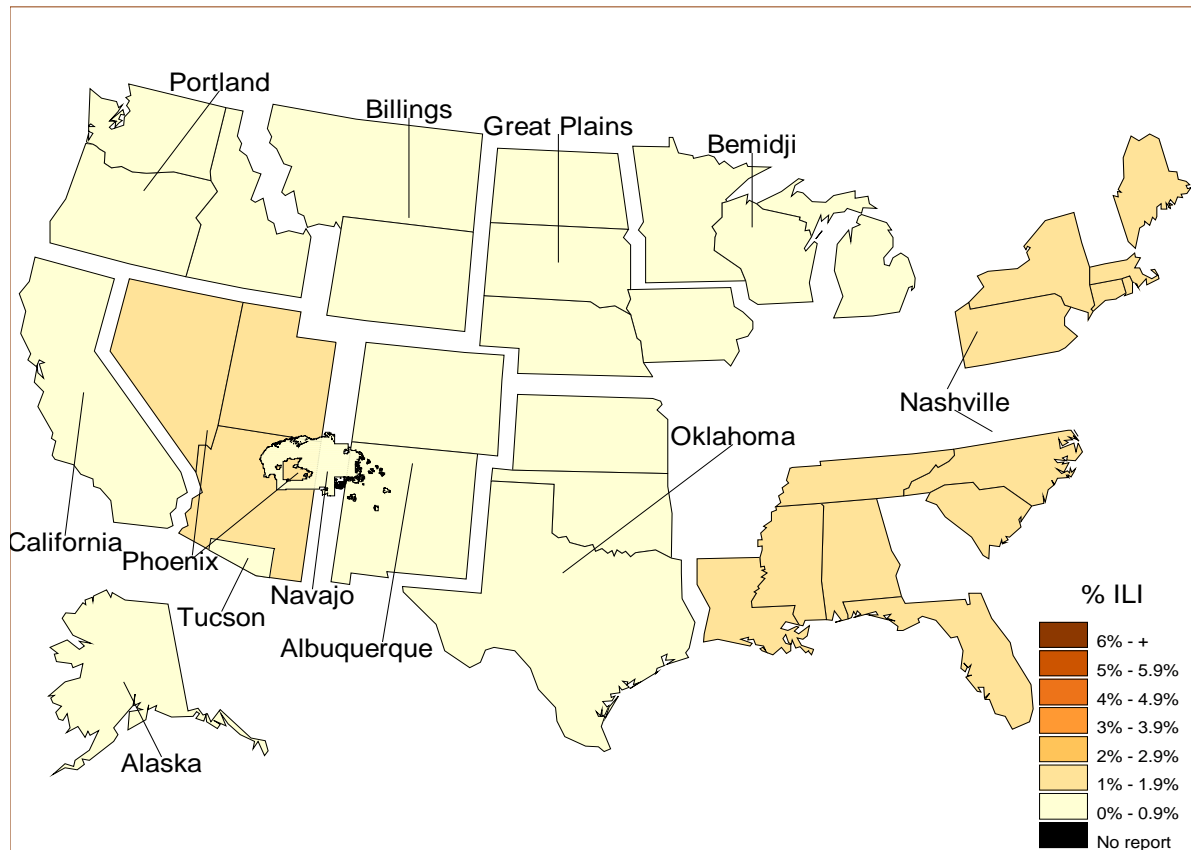 Portland
Billings
Great Plains
Bemidji
Nashville
Oklahoma
California
Phoenix
Navajo
Tucson
Albuquerque
Alaska
% ILI
6% - +
5% - 5.9%
4% - 4.9%
3% - 3.9%
2% - 2.9%
1% - 1.9%
0% - 0.9%
No report